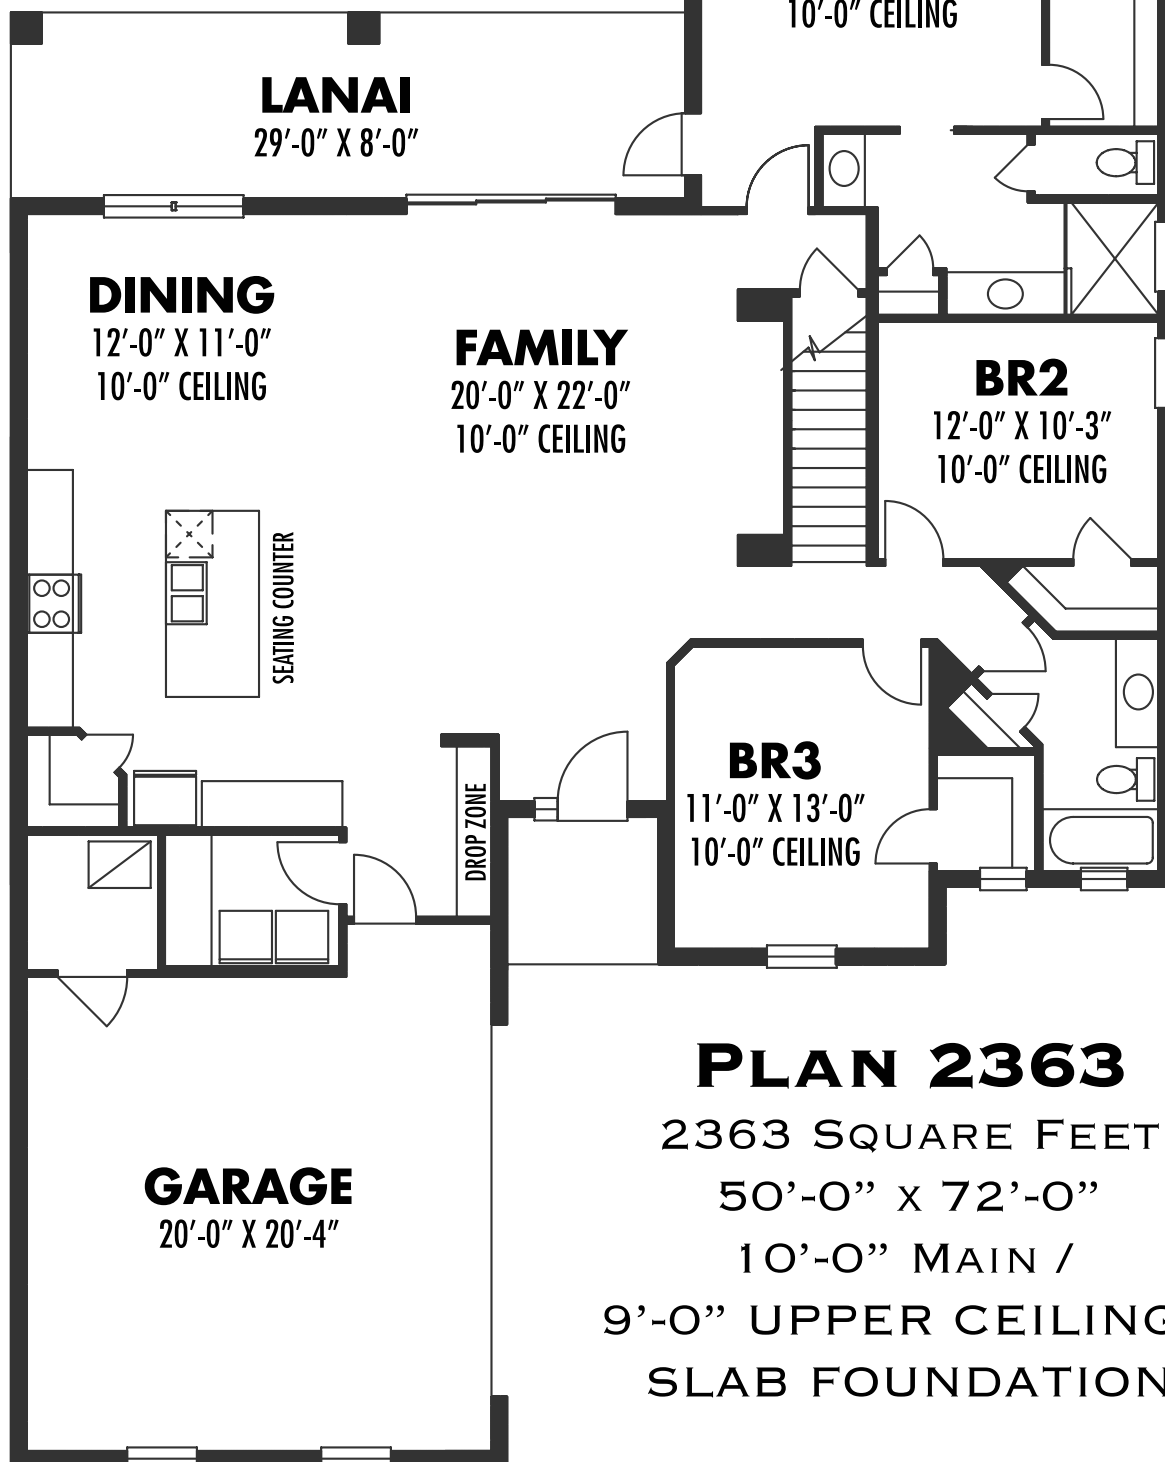 10'-0" CEILING
LANAI
29'-0" X 8'-0"
DINING
12'-0" X 11'-0"
10'-0" CEILING
FAMILY
20'-0" X 22'-0"
10'-0" CEILING
BR2
12'-0" X 10'-3"
10'-0" CEILING
SEATING COUNTER
BR3
11'-0" X 13'-0"
10'-0" CEILING
DROP ZONE
GARAGE
20'-0" X 20'-4"
PLAN 2363
2363 SQUARE FEET
50'-0" X 72'-0"
10'-0" MAIN /
9'-0" UPPER CEILING
SLAB FOUNDATION